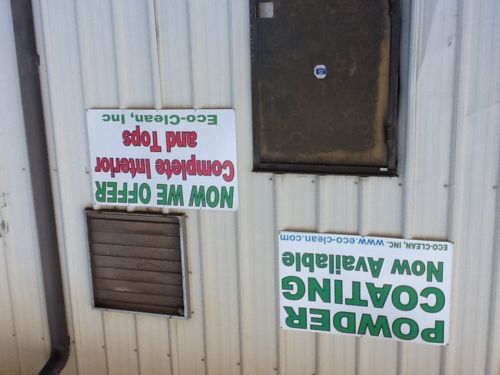 NOW WE OFFER
Complete Interior
and Tops
Eco-Clean, Inc
POWDER
COATING
Now Available
ECO-CLEAN, INC. www.eco-clean.com